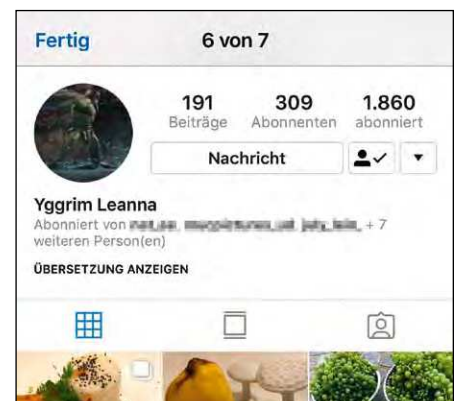 Fertig 6 von 7
191 309 1.860
Beiträge Abonnenten abonniert
Nachricht
Yggrim Leanna
Abonniert von + 7
weiteren Person(en)
ÜBERSETZUNG ANZEIGEN